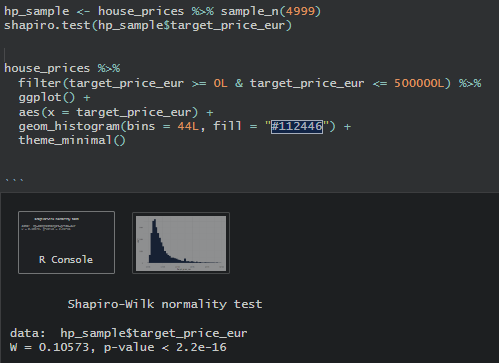 hp_sample <- house_prices %>% sample_n(4999)
shapiro.test(hp_sample$target_price_eur)
house_prices %>%
filter(target_price_eur >= 0L & target_price_eur <= 500000L) %>%
ggplot() +
aes(x = target_price_eur) +
geom_histogram(bins = 44L, fill = "#112446") +
theme_minimal()
```
R Console
Shapiro-Wilk normality test
data: hp_sample$target_price_eur
W = 0.10573, p-value < 2.2e-16